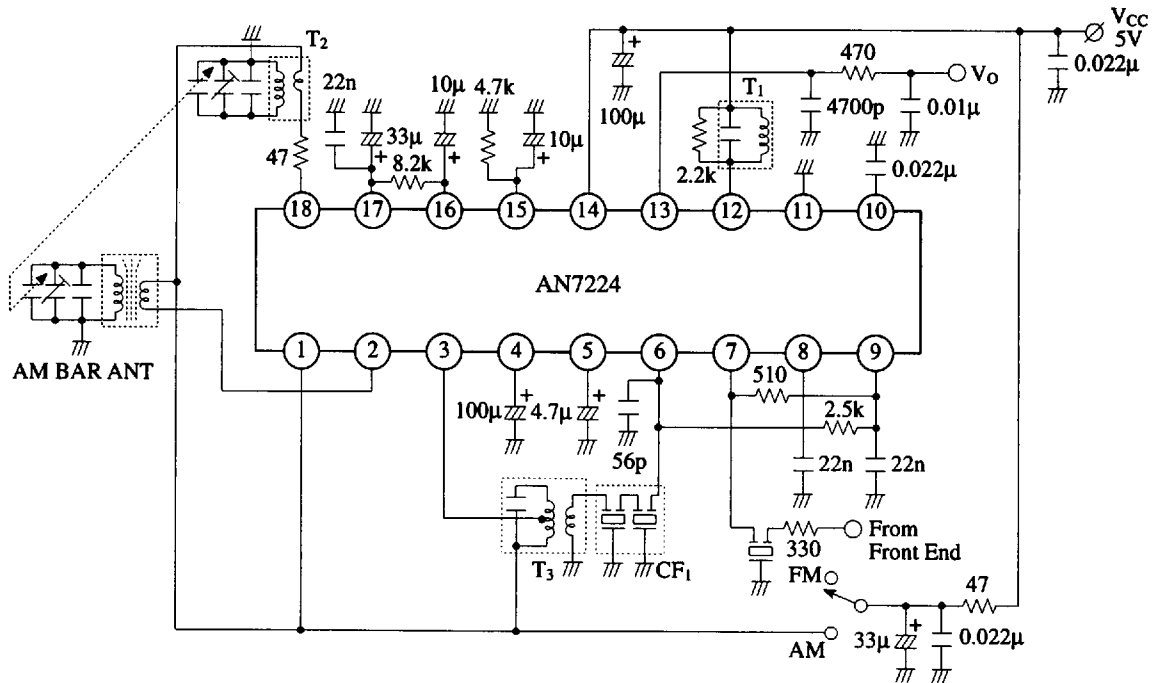 VCC
5V
T2
22n
10μ
4.7k
470
VO
0.022μ
T1
33μ
10μ
100μ
4700p
0.01μ
47
8.2k
2.2k
0.022μ
18
17
16
15
14
13
12
11
10
AN7224
AM BAR ANT
1
2
3
4
5
6
7
8
9
510
100μ
4.7μ
2.5k
56p
22n
22n
From
Front End
330
T3
CF1
FM
47
AM
33μ
0.022μ